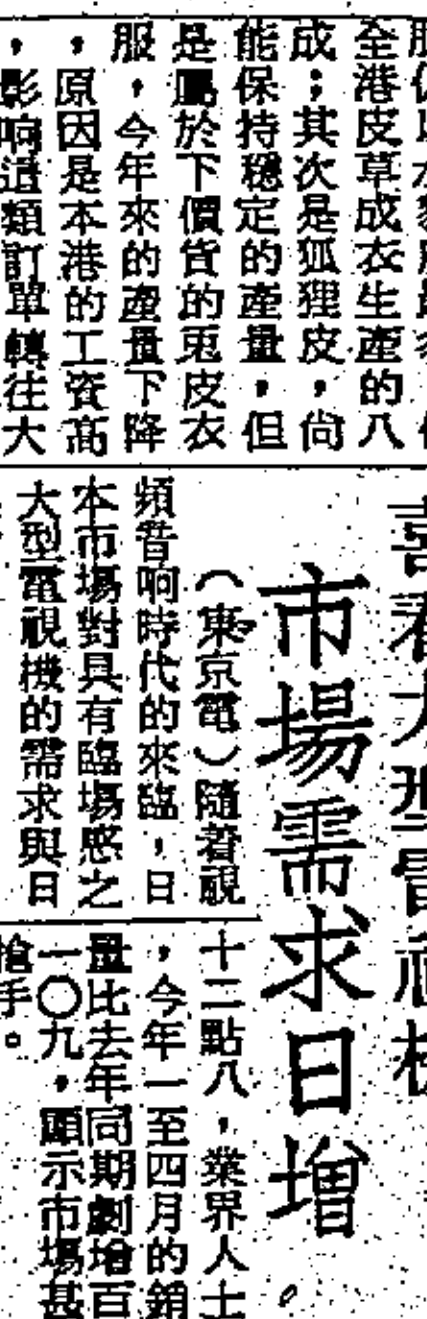 全港皮草成衣生產的八
成；其次是狐狸皮，尙
能保持穩定的產量，但
是屬於下價貨的兎皮衣
服，今年來的產量下降
，原因是本港的工資高
，影响這類訂單轉往大
市場需求日增
（東京電）隨着視
頻音响時代的來臨，日
本市場對具有臨場感之
大型電視機的需求與日
十二點八，業界人士
，今年一至四月的銷
量比去年同期劇增百
一〇九，顯示市場甚
搶手。